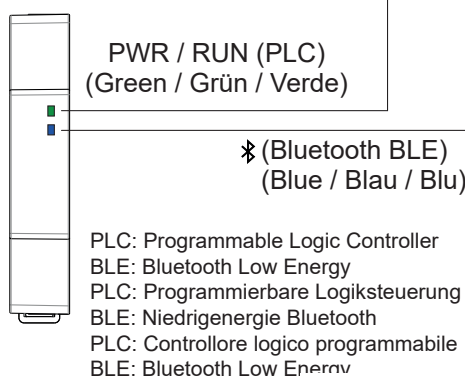 PWR / RUN (PLC)
(Green / Grün / Verde)
(Bluetooth BLE)
(Blue / Blau / Blu)
PLC: Programmable Logic Controller
BLE: Bluetooth Low Energy
PLC: Programmierbare Logiksteuerung
BLE: Niedrigenergie Bluetooth
PLC: Controllore logico programmabile
BLE: Bluetooth Low Energy